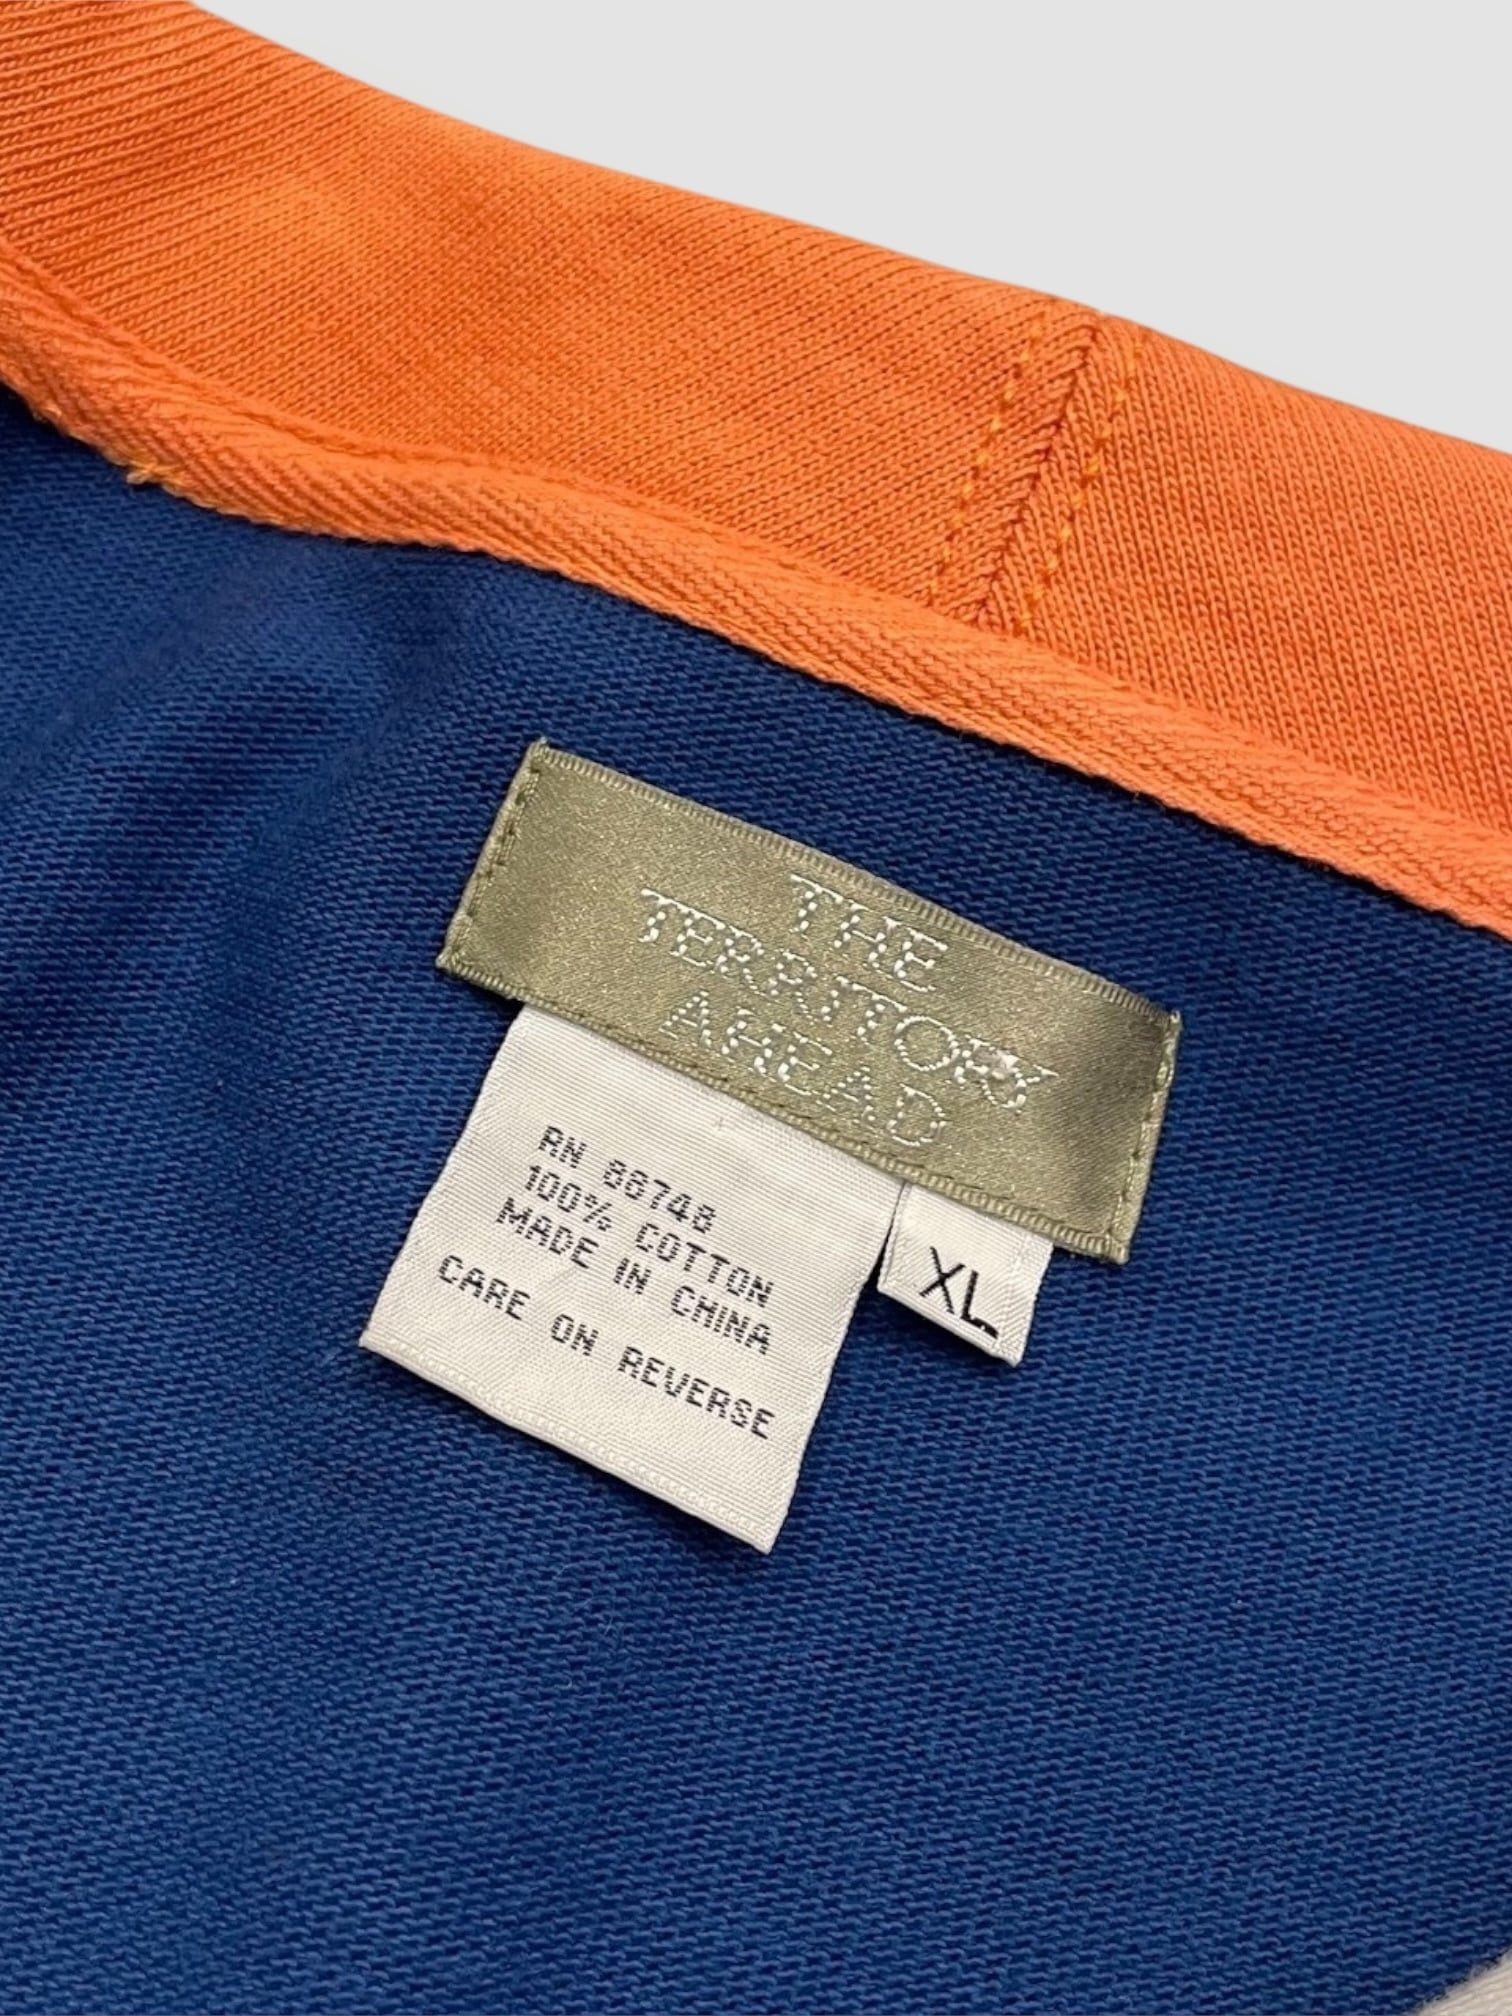 THE
TERRITORY
AHEAD
RN 86748
100% COTTON
MADE IN CHINA
CARE ON REVERSE
XL